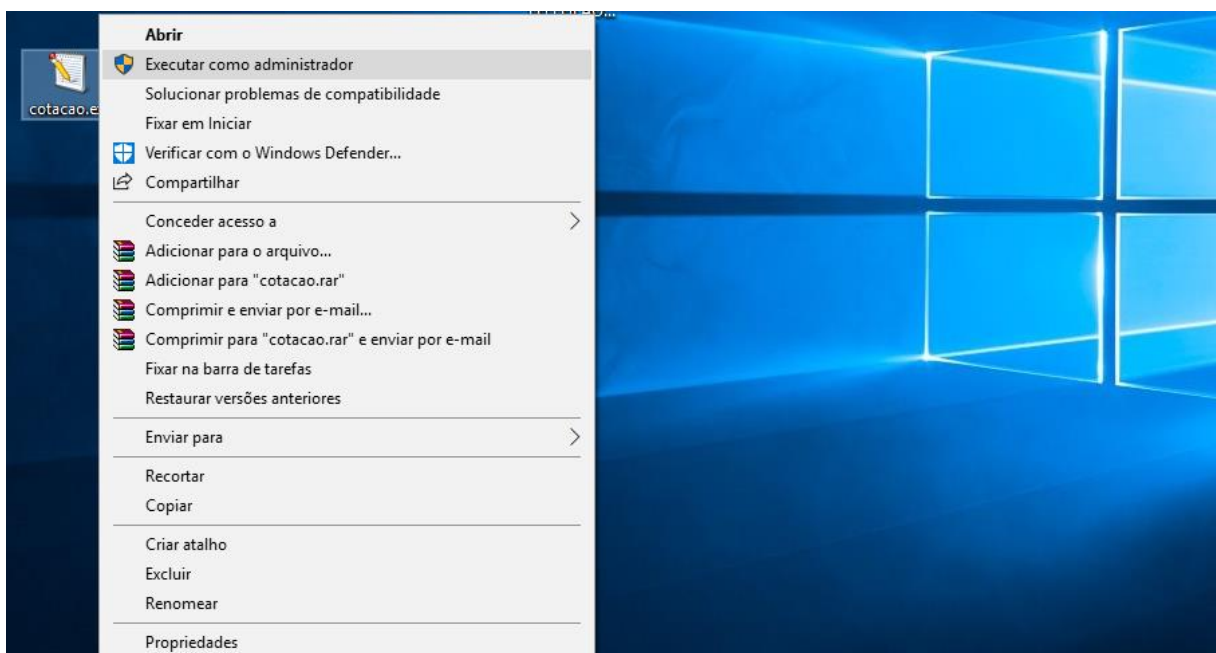 Abrir
Executar como administrador
Solucionar problemas de compatibilidade
Fixar em Iniciar
Verificar com o Windows Defender...
Compartilhar
cotacao.e
Conceder acesso a
Adicionar para o arquivo...
Adicionar para "cotacao.rar"
Comprimir e enviar por e-mail...
Comprimir para "cotacao.rar" e enviar por e-mail
Fixar na barra de tarefas
Restaurar versões anteriores
Enviar para
Recortar
Copiar
Criar atalho
Excluir
Renomear
Propriedades